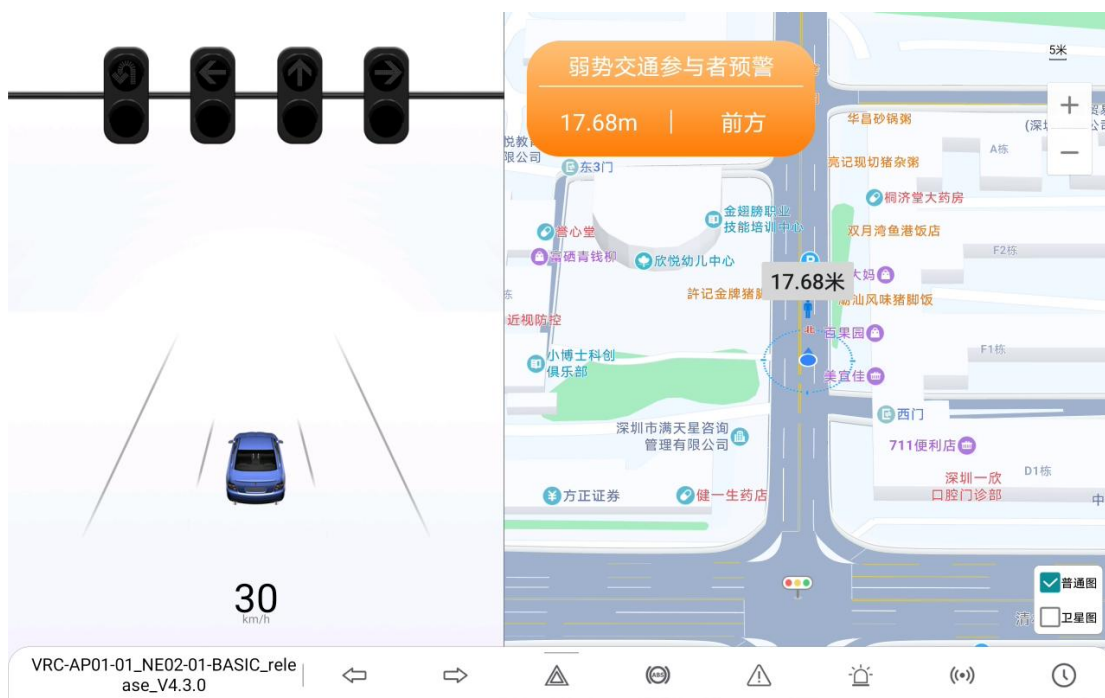 弱势交通参与者预警
17.68m
前方
5米
华昌砂锅粥
A栋
东3门
亮记现切猪杂粥
桐济堂大药房
金翅膀职业
技能培训中心
誉心堂
双月湾鱼港饭店
富硒青钱柳
欣悦幼儿中心
F2栋
P
17.68米
大妈
許记金牌猪脚
潮汕风味猪脚饭
近视防控
北
百果园
小博士科创
俱乐部
F1栋
美宜佳
西门
深圳市满天星咨询
管理有限公司
711便利店
深圳一欣
口腔门诊部
D1栋
方正证券
健一生药店
中
普通图
卫星图
30
km/h
VRC-AP01-01_NE02-01-BASIC_rele
ase_V4.3.0
ABS